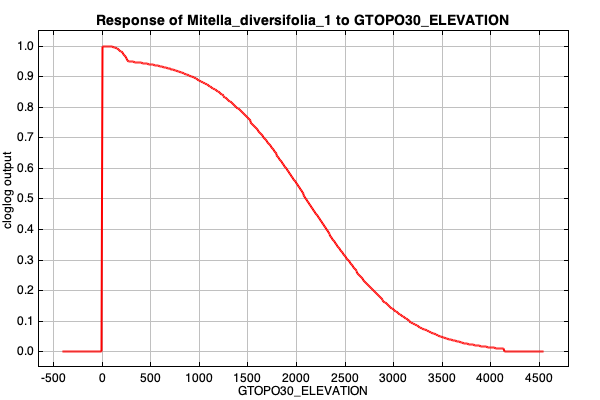 Response of Mitella_diversifolia_1 to GTOPO30_ELEVATION
1.0
0.9
0.8
0.7
0.6
0.5
0.4
0.3
0.2
0.1
0.0
cloglog output
-500 0 500 1000 1500 2000 2500 3000 3500 4000 4500
GTOPO30_ELEVATION